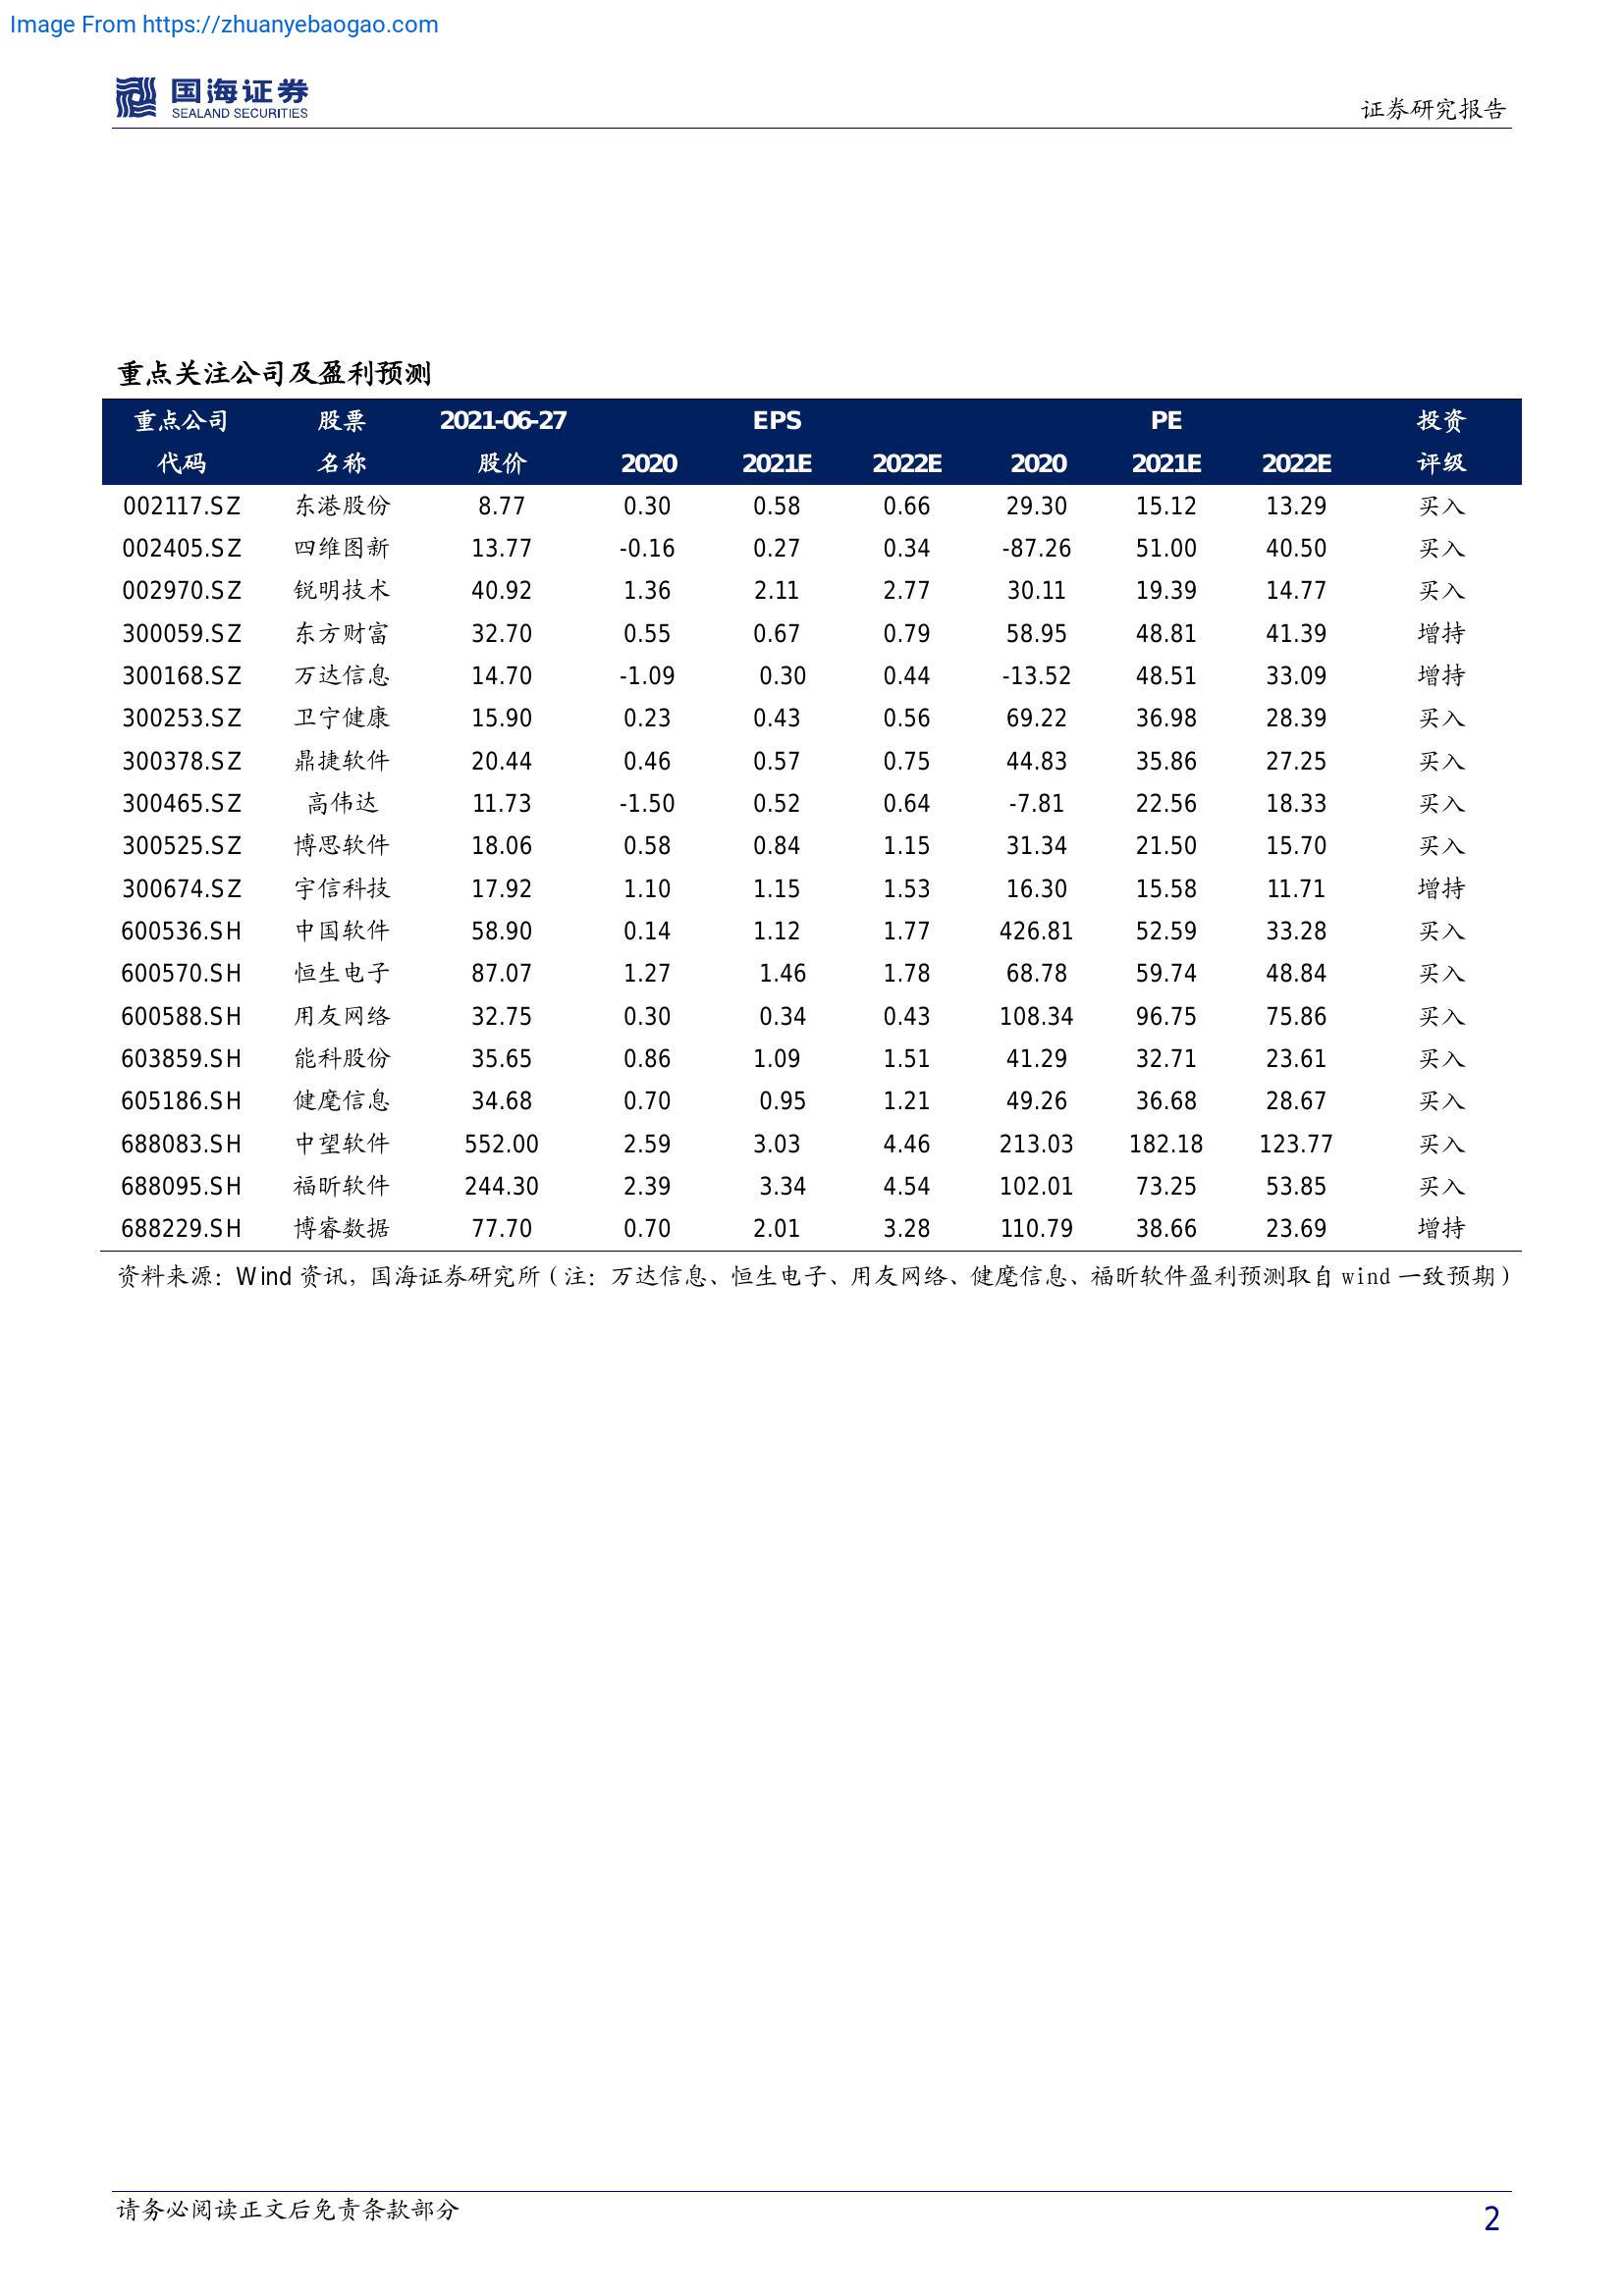 Image From https://zhuanyebaogao.com
国海证券
SEALAND SECURITIES
证券研究报告
重点关注公司及盈利预测
重点公司 股票 2021-06-27 EPS PE 投资
代码 名称 股价 2020 2021E 2022E 2020 2021E 2022E 评级
002117.SZ 东港股份 8.77 0.30 0.58 0.66 29.30 15.12 13.29 买入
002405.SZ 四维图新 13.77 -0.16 0.27 0.34 -87.26 51.00 40.50 买入
002970.SZ 锐明技术 40.92 1.36 2.11 2.77 30.11 19.39 14.77 买入
300059.SZ 东方财富 32.70 0.55 0.67 0.79 58.95 48.81 41.39 增持
300168.SZ 万达信息 14.70 -1.09 0.30 0.44 -13.52 48.51 33.09 增持
300253.SZ 卫宁健康 15.90 0.23 0.43 0.56 69.22 36.98 28.39 买入
300378.SZ 鼎捷软件 20.44 0.46 0.57 0.75 44.83 35.86 27.25 买入
300465.SZ 高伟达 11.73 -1.50 0.52 0.64 -7.81 22.56 18.33 买入
300525.SZ 博思软件 18.06 0.58 0.84 1.15 31.34 21.50 15.70 买入
300674.SZ 宇信科技 17.92 1.10 1.15 1.53 16.30 15.58 11.71 增持
600536.SH 中国软件 58.90 0.14 1.12 1.77 426.81 52.59 33.28 买入
600570.SH 恒生电子 87.07 1.27 1.46 1.78 68.78 59.74 48.84 买入
600588.SH 用友网络 32.75 0.30 0.34 0.43 108.34 96.75 75.86 买入
603859.SH 能科股份 35.65 0.86 1.09 1.51 41.29 32.71 23.61 买入
605186.SH 健麾信息 34.68 0.70 0.95 1.21 49.26 36.68 28.67 买入
688083.SH 中望软件 552.00 2.59 3.03 4.46 213.03 182.18 123.77 买入
688095.SH 福昕软件 244.30 2.39 3.34 4.54 102.01 73.25 53.85 买入
688229.SH 博睿数据 77.70 0.70 2.01 3.28 110.79 38.66 23.69 增持
资料来源：Wind 资讯，国海证券研究所（注：万达信息、恒生电子、用友网络、健麾信息、福昕软件盈利预测取自 wind 一致预期）
请务必阅读正文后免责条款部分
2